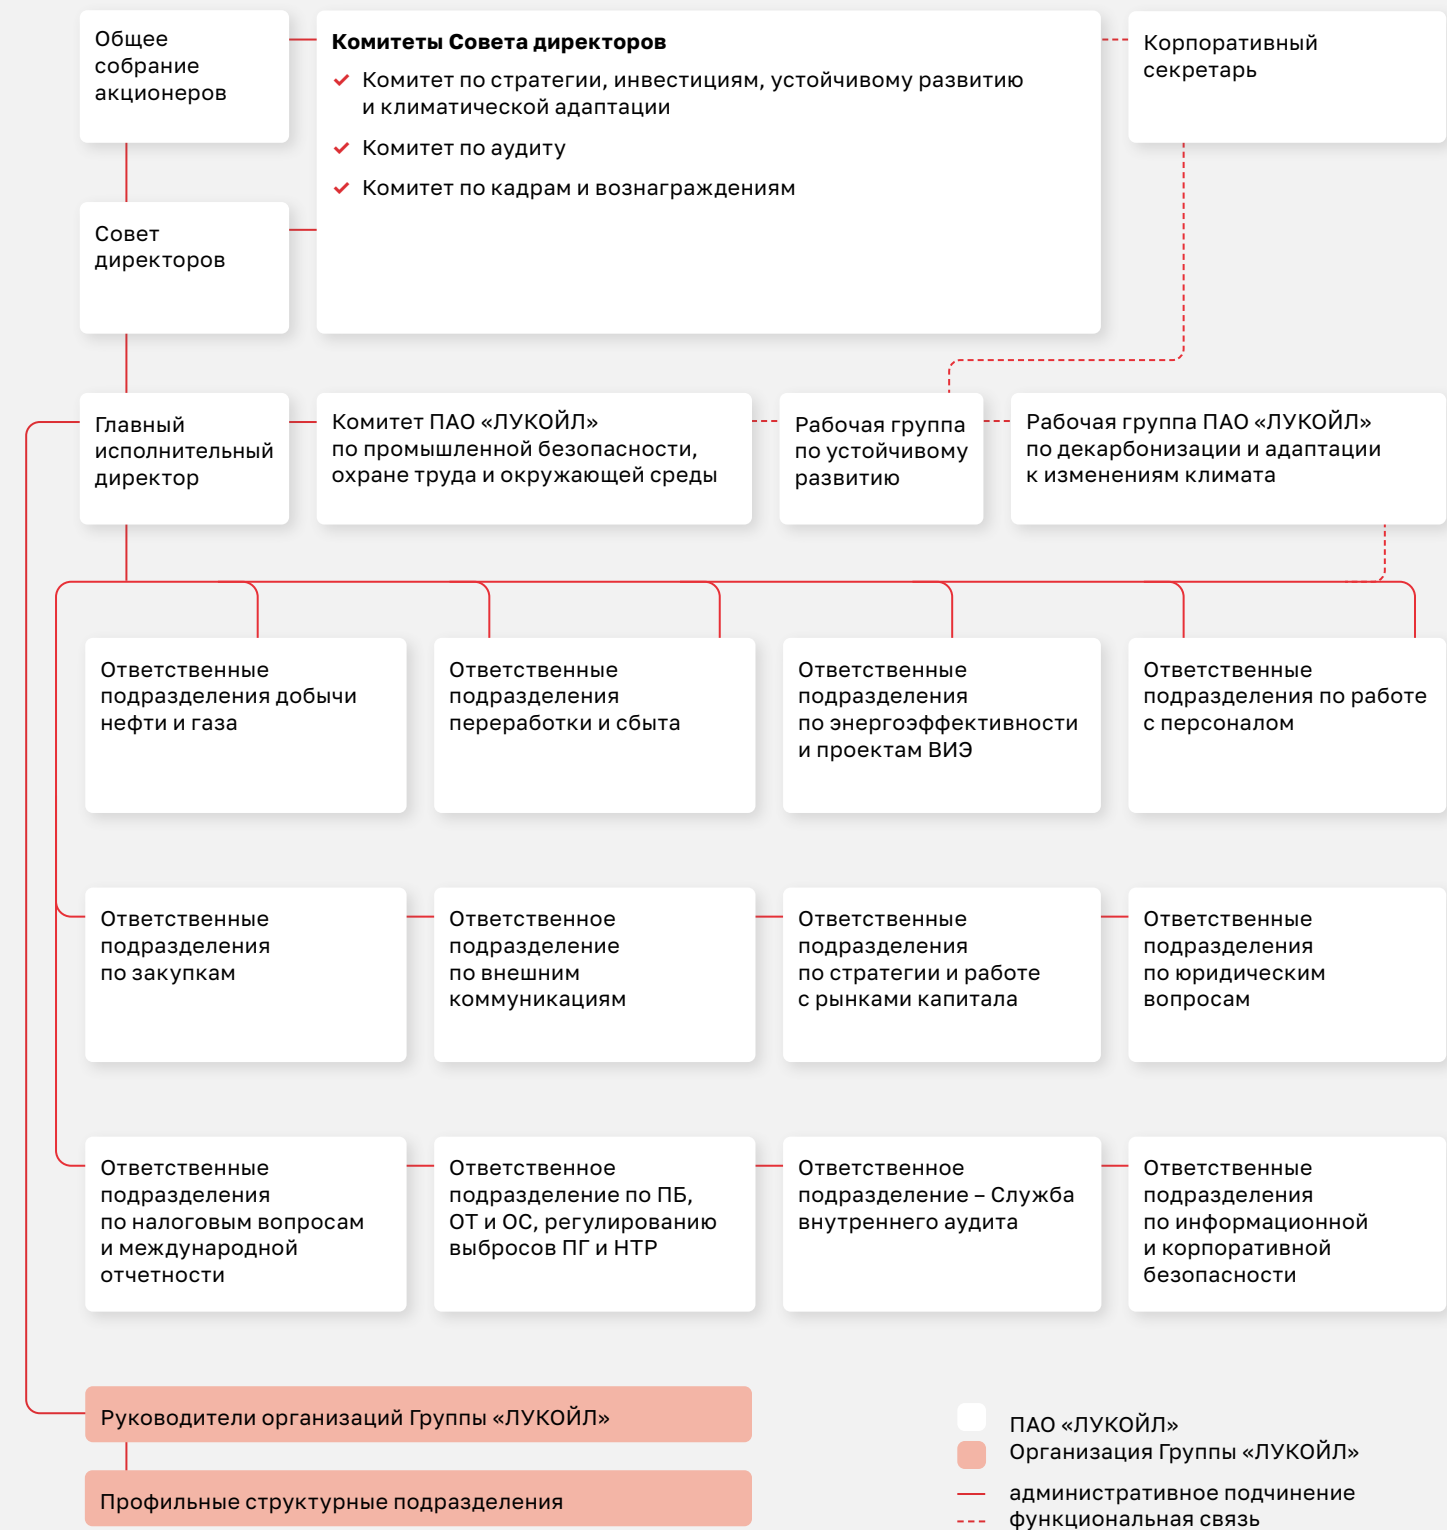 Общее
собрание
акционеров
Комитеты Совета директоров
Комитет по стратегии, инвестициям, устойчивому развитию
и климатической адаптации
Комитет по аудиту
Комитет по кадрам и вознаграждениям
Корпоративный
секретарь
Совет
директоров
Главный
исполнительный
директор
Комитет ПАО «ЛУКОЙЛ»
по промышленной безопасности,
охране труда и окружающей среды
Рабочая группа
по устойчивому
развитию
Рабочая группа ПАО «ЛУКОЙЛ»
по декарбонизации и адаптации
к изменениям климата
Ответственные
подразделения добычи
нефти и газа
Ответственные
подразделения
переработки и сбыта
Ответственные
подразделения
по энергоэффективности
и проектам ВИЭ
Ответственные
подразделения по работе
с персоналом
Ответственные
подразделения
по закупкам
Ответственное
подразделение
по внешним
коммуникациям
Ответственные
подразделения
по стратегии и работе
с рынками капитала
Ответственные
подразделения
по юридическим
вопросам
Ответственные
подразделения
по налоговым вопросам
и международной
отчетности
Ответственное
подразделение по ПБ,
ОТ и ОС, регулированию
выбросов ПГ и НТР
Ответственное
подразделение – Служба
внутреннего аудита
Ответственные
подразделения
по информационной
и корпоративной
безопасности
Руководители организаций Группы «ЛУКОЙЛ»
Профильные структурные подразделения
ПАО «ЛУКОЙЛ»
Организация Группы «ЛУКОЙЛ»
административное подчинение
функциональная связь